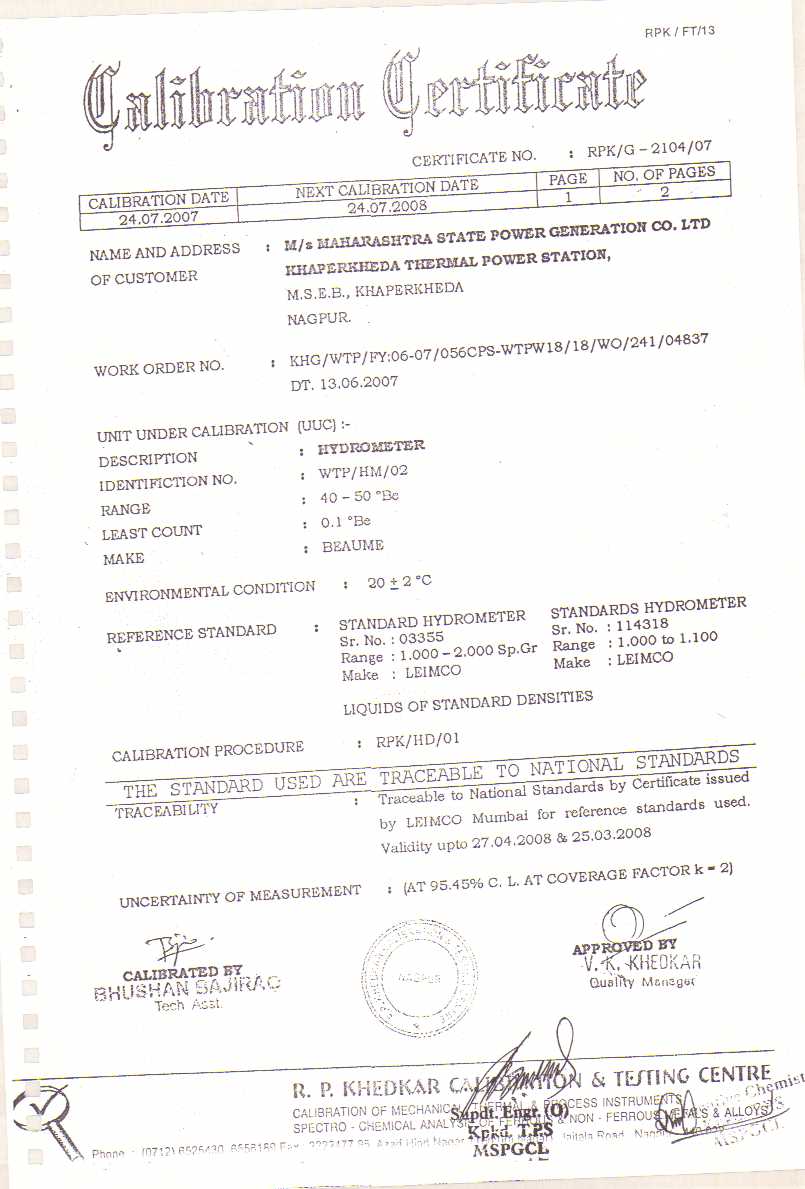 RPK / FT/13
Calibration Certificate
CERTIFICATE NO. : RPK/G – 2104/07
CALIBRATION DATE NEXT CALIBRATION DATE PAGE NO. OF PAGES
24.07.2007 24.07.2008 1 2
NAME AND ADDRESS : M/s MAHARASHTRA STATE POWER GENERATION CO. LTD
OF CUSTOMER KHAPERKHEDA THERMAL POWER STATION,
M.S.E.B., KHAPERKHEDA
NAGPUR.
WORK ORDER NO. : KHG/WTP/FY:06-07/056CPS-WTPW18/18/WO/241/04837
DT. 13.06.2007
UNIT UNDER CALIBRATION (UUC) :-
DESCRIPTION : HYDROMETER
IDENTIFICTION NO. : WTP/HM/02
RANGE : 40 – 50 °Be
LEAST COUNT : 0.1 °Be
MAKE : BEAUME
ENVIRONMENTAL CONDITION : 20 ± 2 °C
REFERENCE STANDARD : STANDARD HYDROMETER STANDARDS HYDROMETER
Sr. No. : 03355 Sr. No. : 114318
Range : 1.000 – 2.000 Sp.Gr Range : 1.000 to 1.100
Make : LEIMCO Make : LEIMCO
LIQUIDS OF STANDARD DENSITIES
CALIBRATION PROCEDURE : RPK/HD/01
THE STANDARD USED ARE TRACEABLE TO NATIONAL STANDARDS
TRACEABILITY : Traceable to National Standards by Certificate issued
by LEIMCO Mumbai for reference standards used.
Validity upto 27.04.2008 & 25.03.2008
UNCERTAINTY OF MEASUREMENT : (AT 95.45% C. L. AT COVERAGE FACTOR k = 2)
CALIBRATED BY
BHUSHAN BAJIRAO
Tech Asst.
NAGPUR
APPROVED BY
V. K. KHEDKAR
Quality Manager
R. P. KHEDKAR CALIBRATION & TESTING CENTRE
CALIBRATION OF MECHANICAL, THERMAL & PROCESS INSTRUMENTS
SPECTRO - CHEMICAL ANALYSIS OF FERROUS & NON - FERROUS METALS & ALLOYS
Phone : (0712) Azad Hind Nagar Jaitala Road
Supdt. Engr. (O)
Kpkd. TPS
MSPGCL
Chemist
MSPGCL